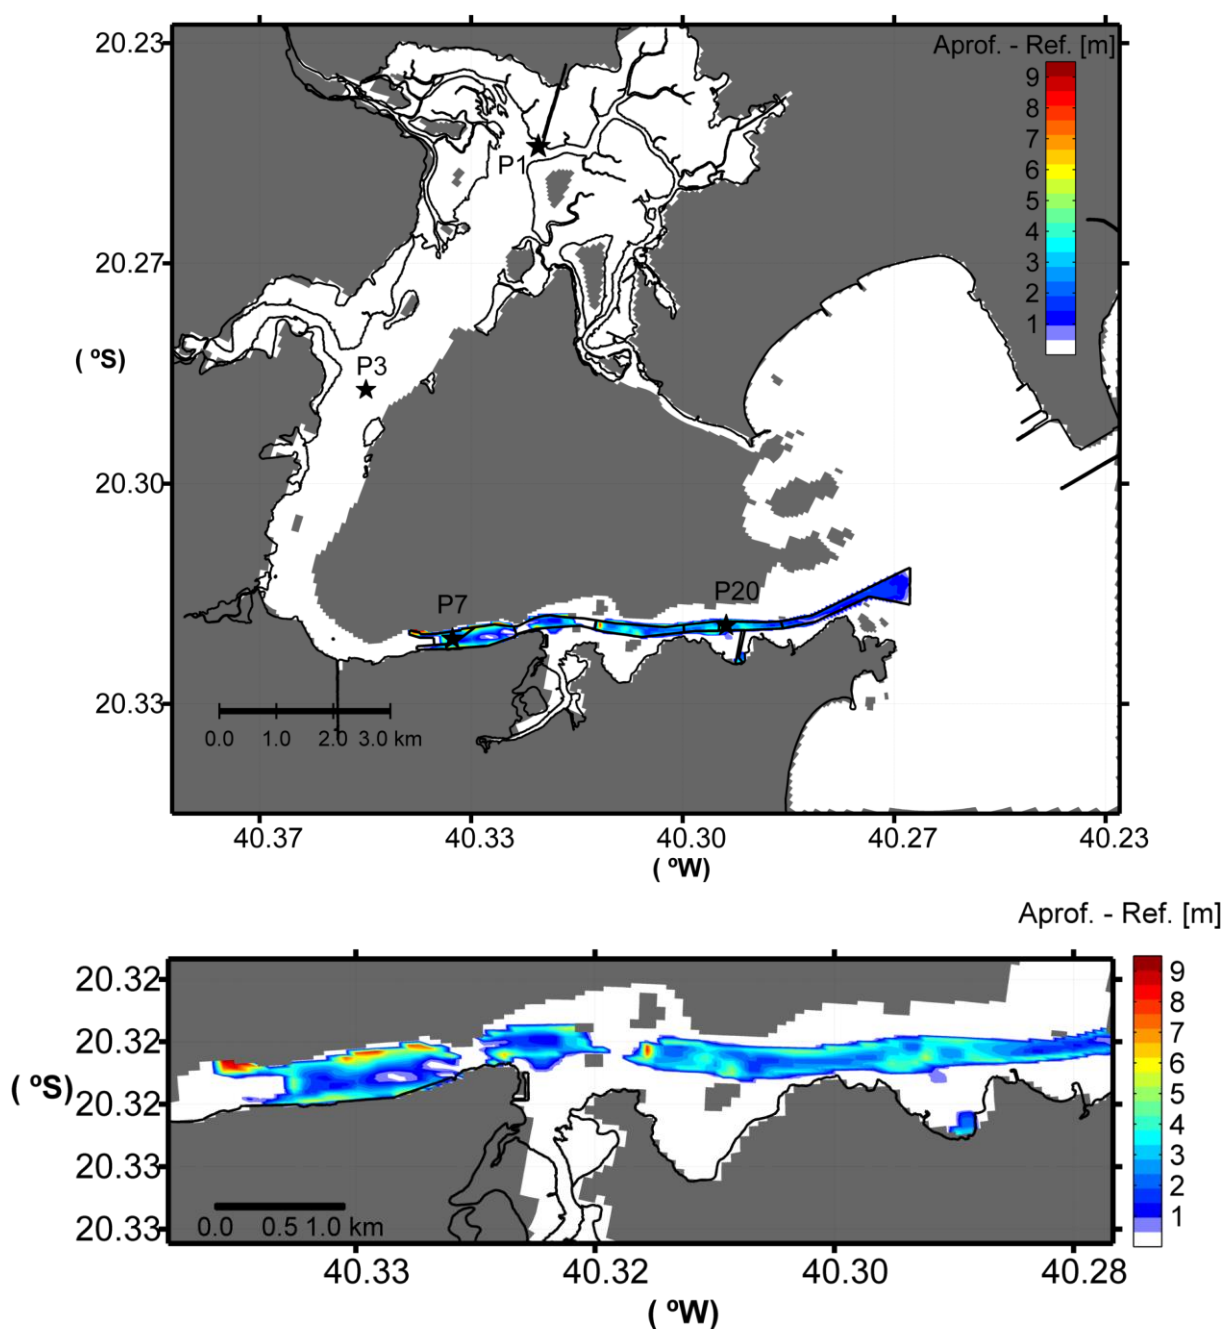 20.23
20.27
20.30
20.33
( ºS)
Aprof. - Ref. [m]
9
8
7
6
5
4
3
2
1
P1
P3
P7
P20
0.0 1.0 2.0 3.0 km
40.37 40.33 40.30 40.27 40.23
( ºW)
Aprof. - Ref. [m]
20.32
20.32
20.32
20.33
20.33
( ºS)
9
8
7
6
5
4
3
2
1
0.0 0.5 1.0 km
40.33 40.32 40.30 40.28
( ºW)